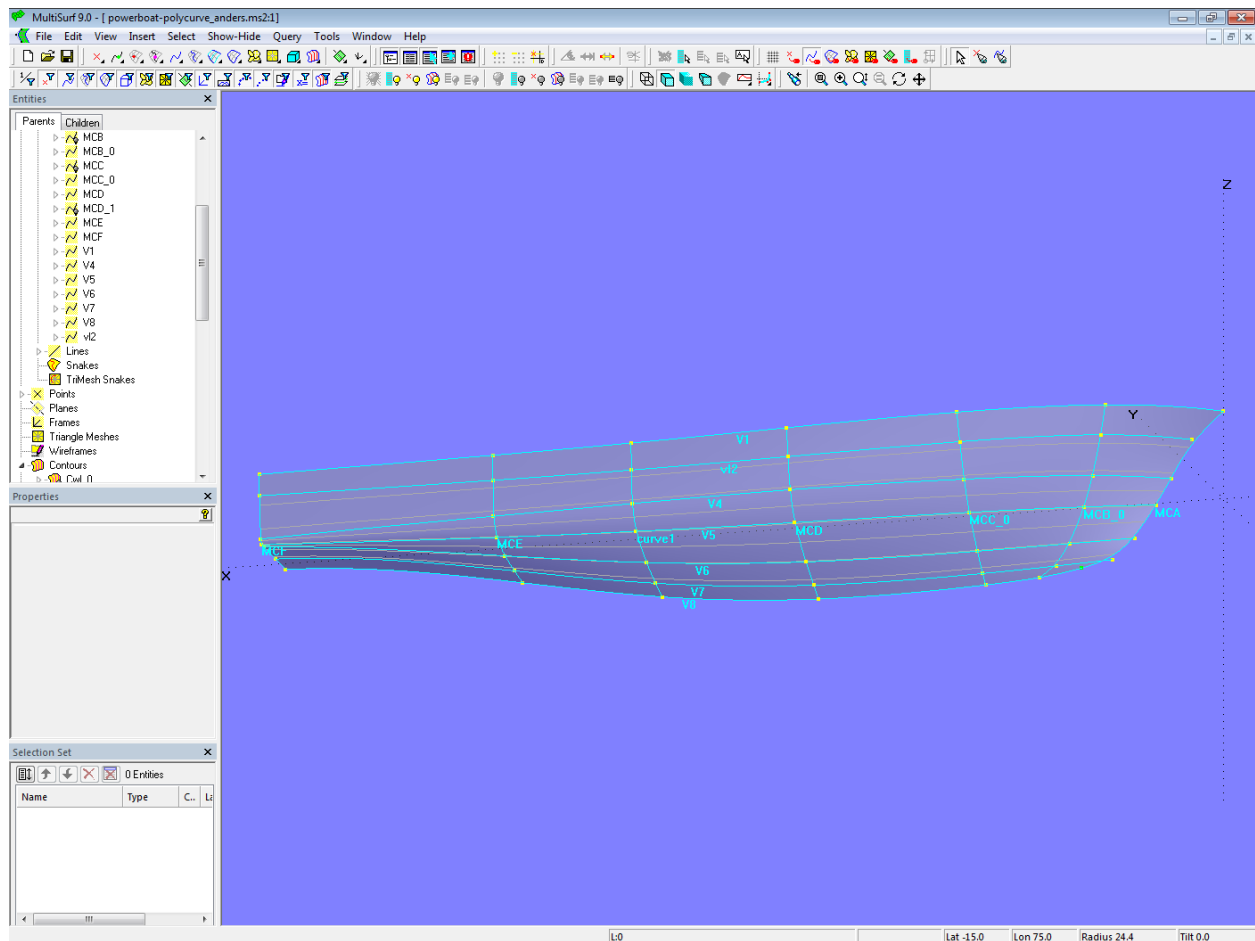 MultiSurf 9.0 - [ powerboat-polycurve_anders.ms2:1]
File Edit View Insert Select Show-Hide Query Tools Window Help
Entities
Parents Children
MCB
MCB_0
MCC
MCC_0
MCD
MCD_1
MCE
MCF
V1
V4
V5
V6
V7
V8
vl2
Lines
Snakes
TriMesh Snakes
Points
Planes
Frames
Triangle Meshes
Wireframes
Contours
Cwl_0
Properties
Selection Set
0 Entities
Name Type C.. La
Z
Y
V1
vl2
V4
MCC_0 MCB_0 MCA
MCF MCE curve1 V5 MCD
V6
X
V7
V8
L:0 Lat -15.0 Lon 75.0 Radius 24.4 Tilt 0.0